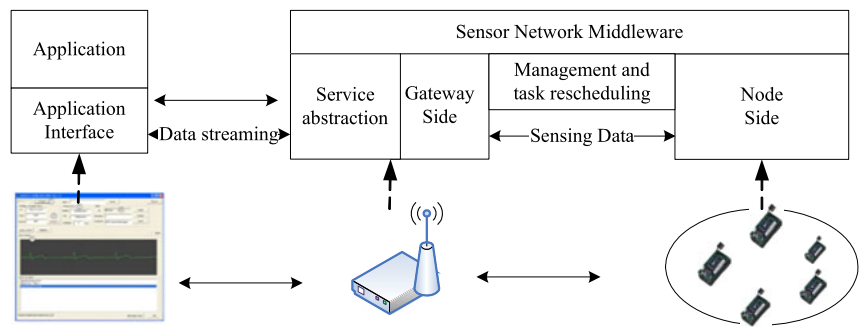 Sensor Network Middleware
Application
Application
Interface
Data streaming
Service
abstraction
Gateway
Side
Management and
task rescheduling
Sensing Data
Node
Side